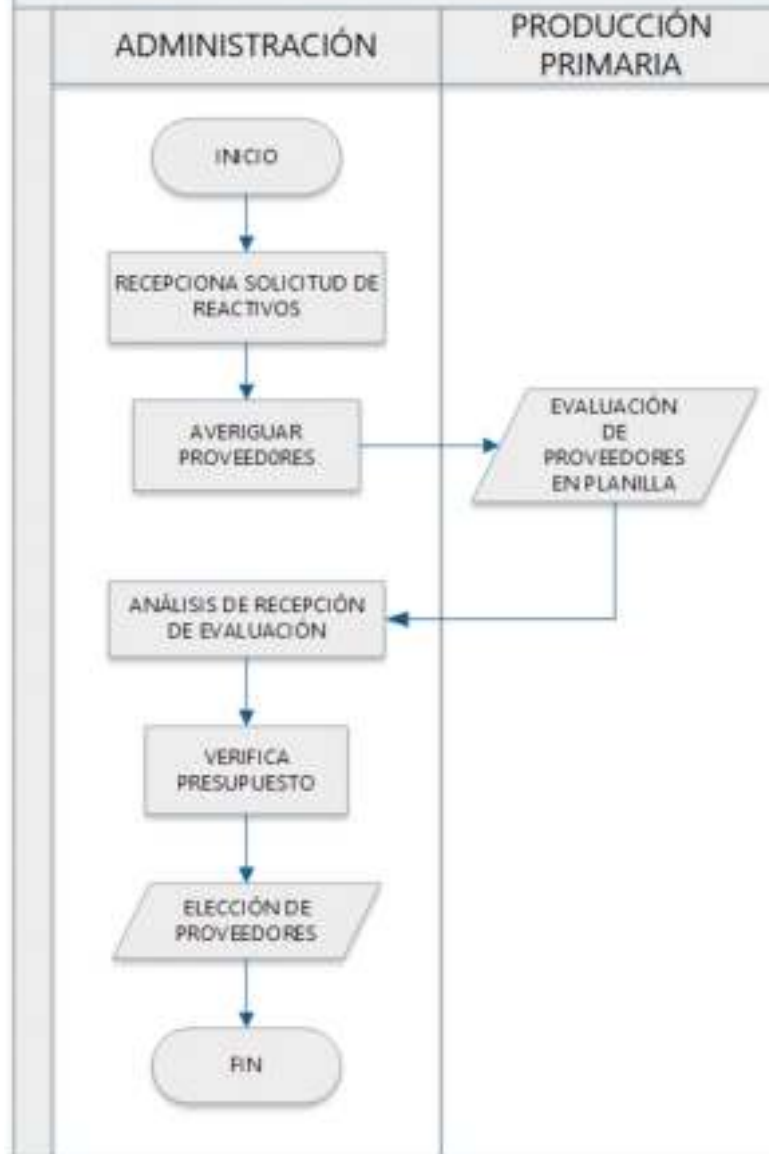 ADMINISTRACIÓN
PRODUCCIÓN
PRIMARIA
INICIO
RECEPCIONA SOLICITUD DE
REACTIVOS
AVERIGUAR
PROVEEDORES
EVALUACIÓN
DE
PROVEEDORES
EN PLANILLA
ANÁLISIS DE RECEPCIÓN
DE EVALUACIÓN
VERIFICA
PRESUPUESTO
ELECCIÓN DE
PROVEEDORES
FIN